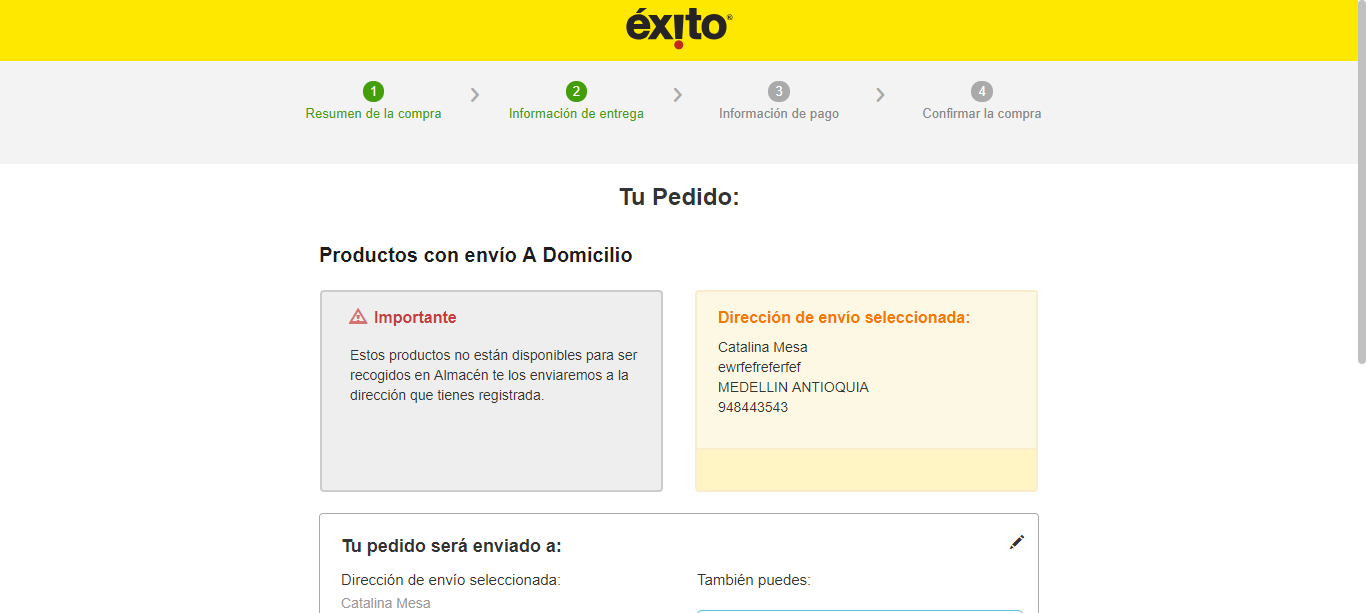 éxito®
1
Resumen de la compra
2
Información de entrega
3
Información de pago
4
Confirmar la compra
Tu Pedido:
Productos con envío A Domicilio
Importante
Estos productos no están disponibles para ser
recogidos en Almacén te los enviaremos a la
dirección que tienes registrada.
Dirección de envío seleccionada:
Catalina Mesa
ewrfefreferfef
MEDELLIN ANTIOQUIA
948443543
Tu pedido será enviado a:
Dirección de envío seleccionada:
Catalina Mesa
También puedes: